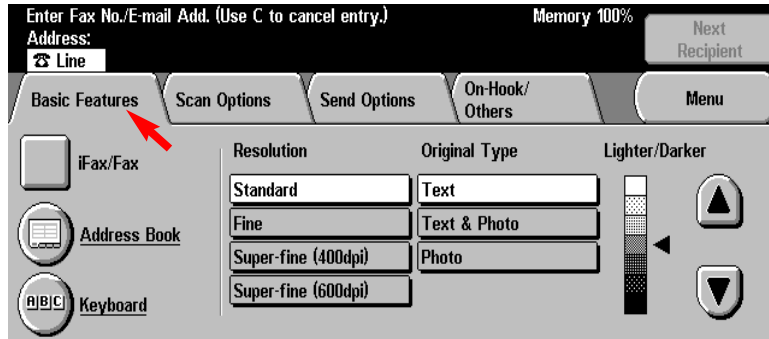 Enter Fax No./E-mail Add. (Use C to cancel entry.) Memory 100%
Address:
Line
Next
Recipient
Basic Features
Scan Options
Send Options
On-Hook/
Others
Menu
iFax/Fax
Address Book
ABC Keyboard
Resolution
Standard
Fine
Super-fine (400dpi)
Super-fine (600dpi)
Original Type
Text
Text & Photo
Photo
Lighter/Darker